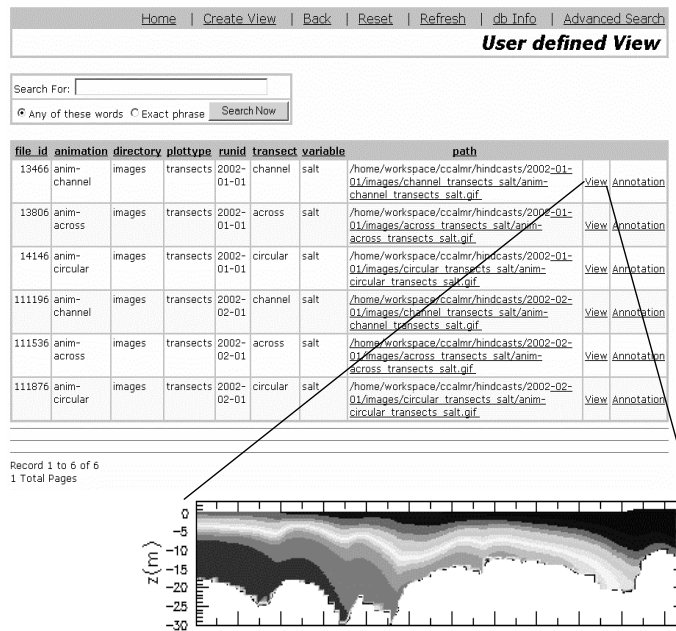 Home | Create View | Back | Reset | Refresh | db Info | Advanced Search
User defined View
Search For:
Any of these words Exact phrase Search Now
file_id animation directory plottype runid transect variable path
13466 anim-channel images transects 2002-01-01 channel salt /home/workspace/ccalmr/hindcasts/2002-01-01/images/channel_transects_salt/anim-channel_transects_salt.gif View Annotation
13806 anim-across images transects 2002-01-01 across salt /home/workspace/ccalmr/hindcasts/2002-01-01/images/across_transects_salt/anim-across_transects_salt.gif View Annotation
14146 anim-circular images transects 2002-01-01 circular salt /home/workspace/ccalmr/hindcasts/2002-01-01/images/circular_transects_salt/anim-circular_transects_salt.gif View Annotation
111196 anim-channel images transects 2002-02-01 channel salt /home/workspace/ccalmr/hindcasts/2002-02-01/images/channel_transects_salt/anim-channel_transects_salt.gif View Annotation
111536 anim-across images transects 2002-02-01 across salt /home/workspace/ccalmr/hindcasts/2002-02-01/images/across_transects_salt/anim-across_transects_salt.gif View Annotation
111876 anim-circular images transects 2002-02-01 circular salt /home/workspace/ccalmr/hindcasts/2002-02-01/images/circular_transects_salt/anim-circular_transects_salt.gif View Annotation
Record 1 to 6 of 6
1 Total Pages
z(m)
0
-5
-10
-15
-20
-25
-30